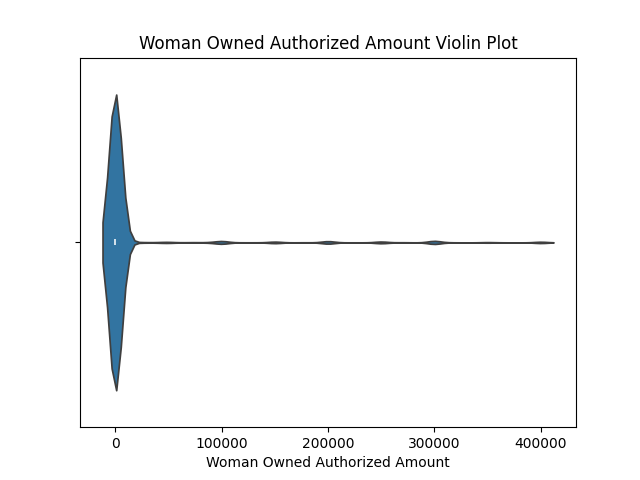 Woman Owned Authorized Amount Violin Plot
0 100000 200000 300000 400000
Woman Owned Authorized Amount